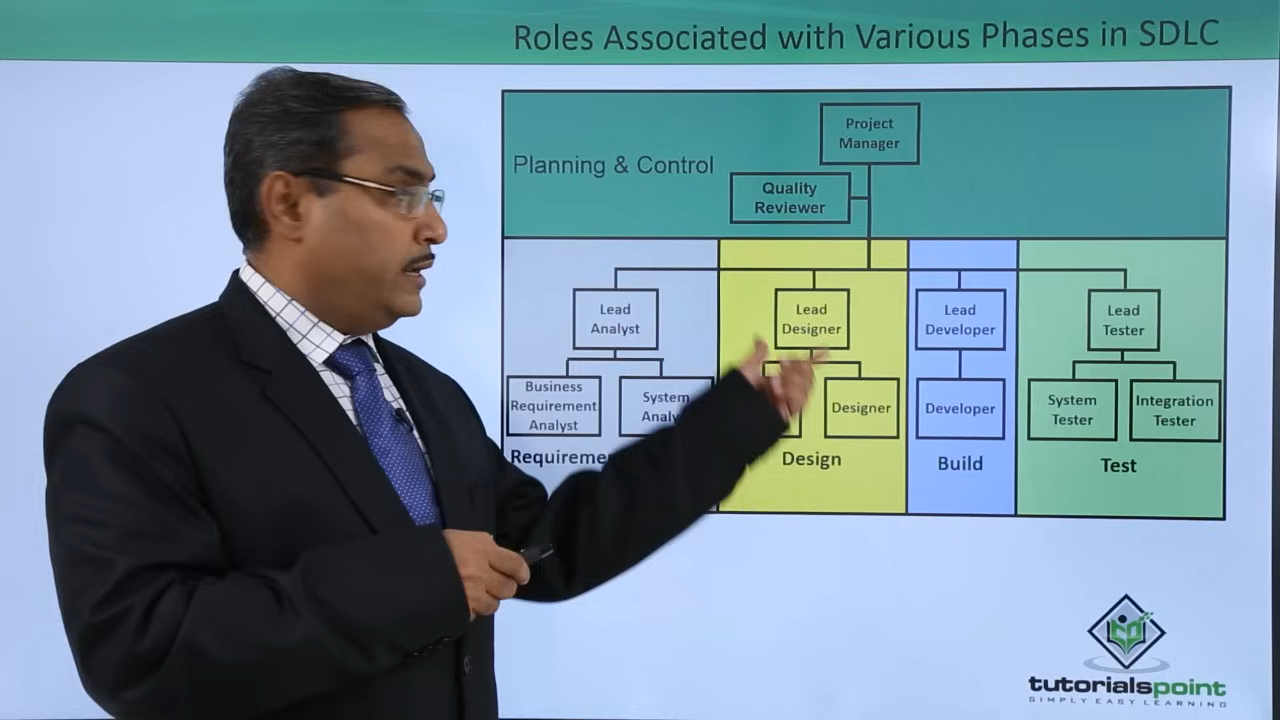 Roles Associated with Various Phases in SDLC
Project
Manager
Planning & Control
Quality
Reviewer
Lead
Analyst
Lead
Designer
Lead
Developer
Lead
Tester
Business
Requirement
Analyst
System
Designer
Developer
System
Tester
Integration
Tester
Design
Build
Test
tutorialspoint
SIMPLY EASY LEARNING